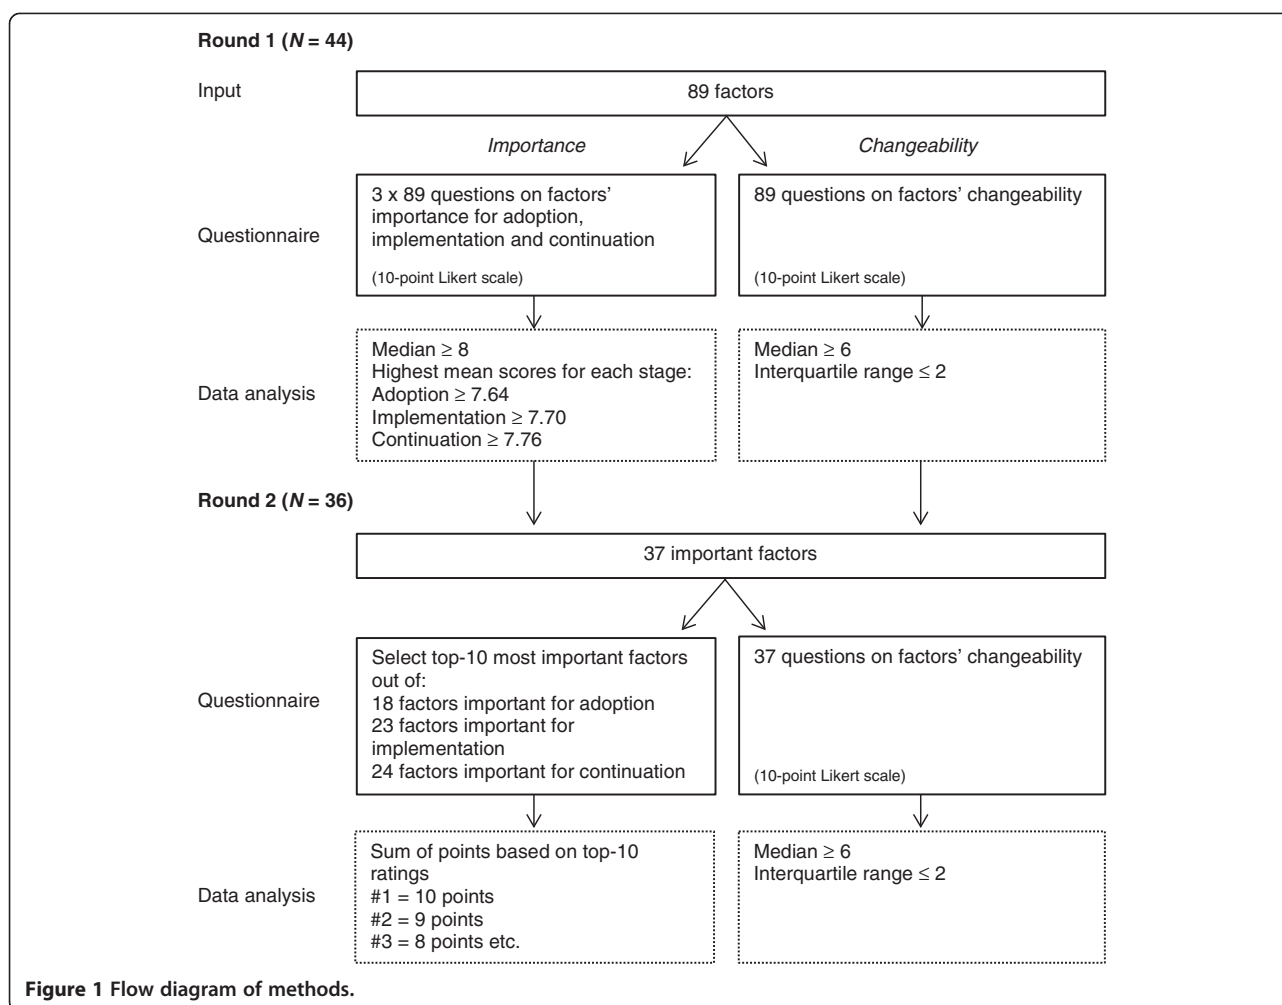 Round 1 (N = 44)
Input
89 factors
Importance
Changeability
Questionnaire
3 x 89 questions on factors'
importance for adoption,
implementation and continuation
(10-point Likert scale)
89 questions on factors' changeability
(10-point Likert scale)
Data analysis
Median ≥ 8
Highest mean scores for each stage:
Adoption ≥ 7.64
Implementation ≥ 7.70
Continuation ≥ 7.76
Median ≥ 6
Interquartile range ≤ 2
Round 2 (N = 36)
37 important factors
Questionnaire
Select top-10 most important factors
out of:
18 factors important for adoption
23 factors important for
implementation
24 factors important for continuation
37 questions on factors' changeability
(10-point Likert scale)
Data analysis
Sum of points based on top-10
ratings
#1 = 10 points
#2 = 9 points
#3 = 8 points etc.
Median ≥ 6
Interquartile range ≤ 2
Figure 1 Flow diagram of methods.